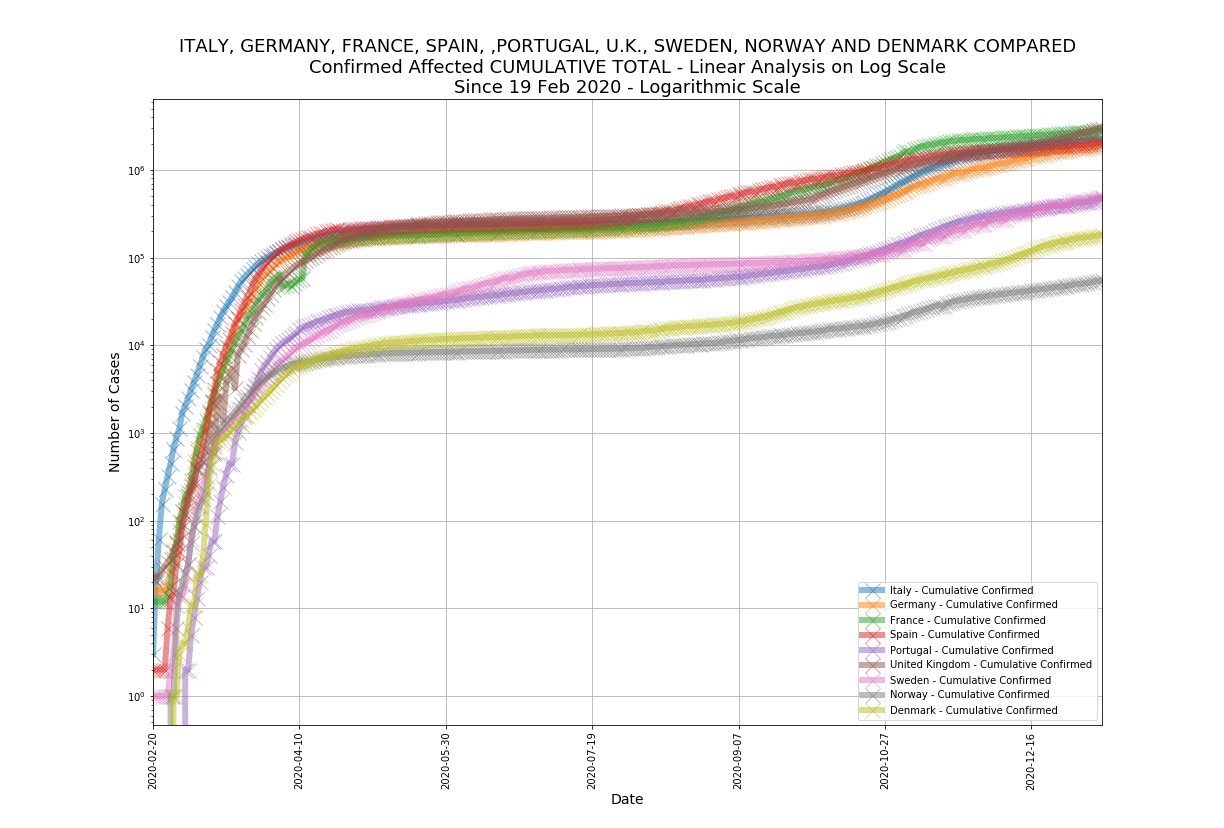 ITALY, GERMANY, FRANCE, SPAIN, ,PORTUGAL, U.K., SWEDEN, NORWAY AND DENMARK COMPARED
Confirmed Affected CUMULATIVE TOTAL - Linear Analysis on Log Scale
Since 19 Feb 2020 - Logarithmic Scale
Number of Cases
10⁶
10⁵
10⁴
10³
10²
10¹
10⁰
Italy - Cumulative Confirmed
Germany - Cumulative Confirmed
France - Cumulative Confirmed
Spain - Cumulative Confirmed
Portugal - Cumulative Confirmed
United Kingdom - Cumulative Confirmed
Sweden - Cumulative Confirmed
Norway - Cumulative Confirmed
Denmark - Cumulative Confirmed
2020-02-20
2020-04-10
2020-05-30
2020-07-19
2020-09-07
2020-10-27
2020-12-16
Date